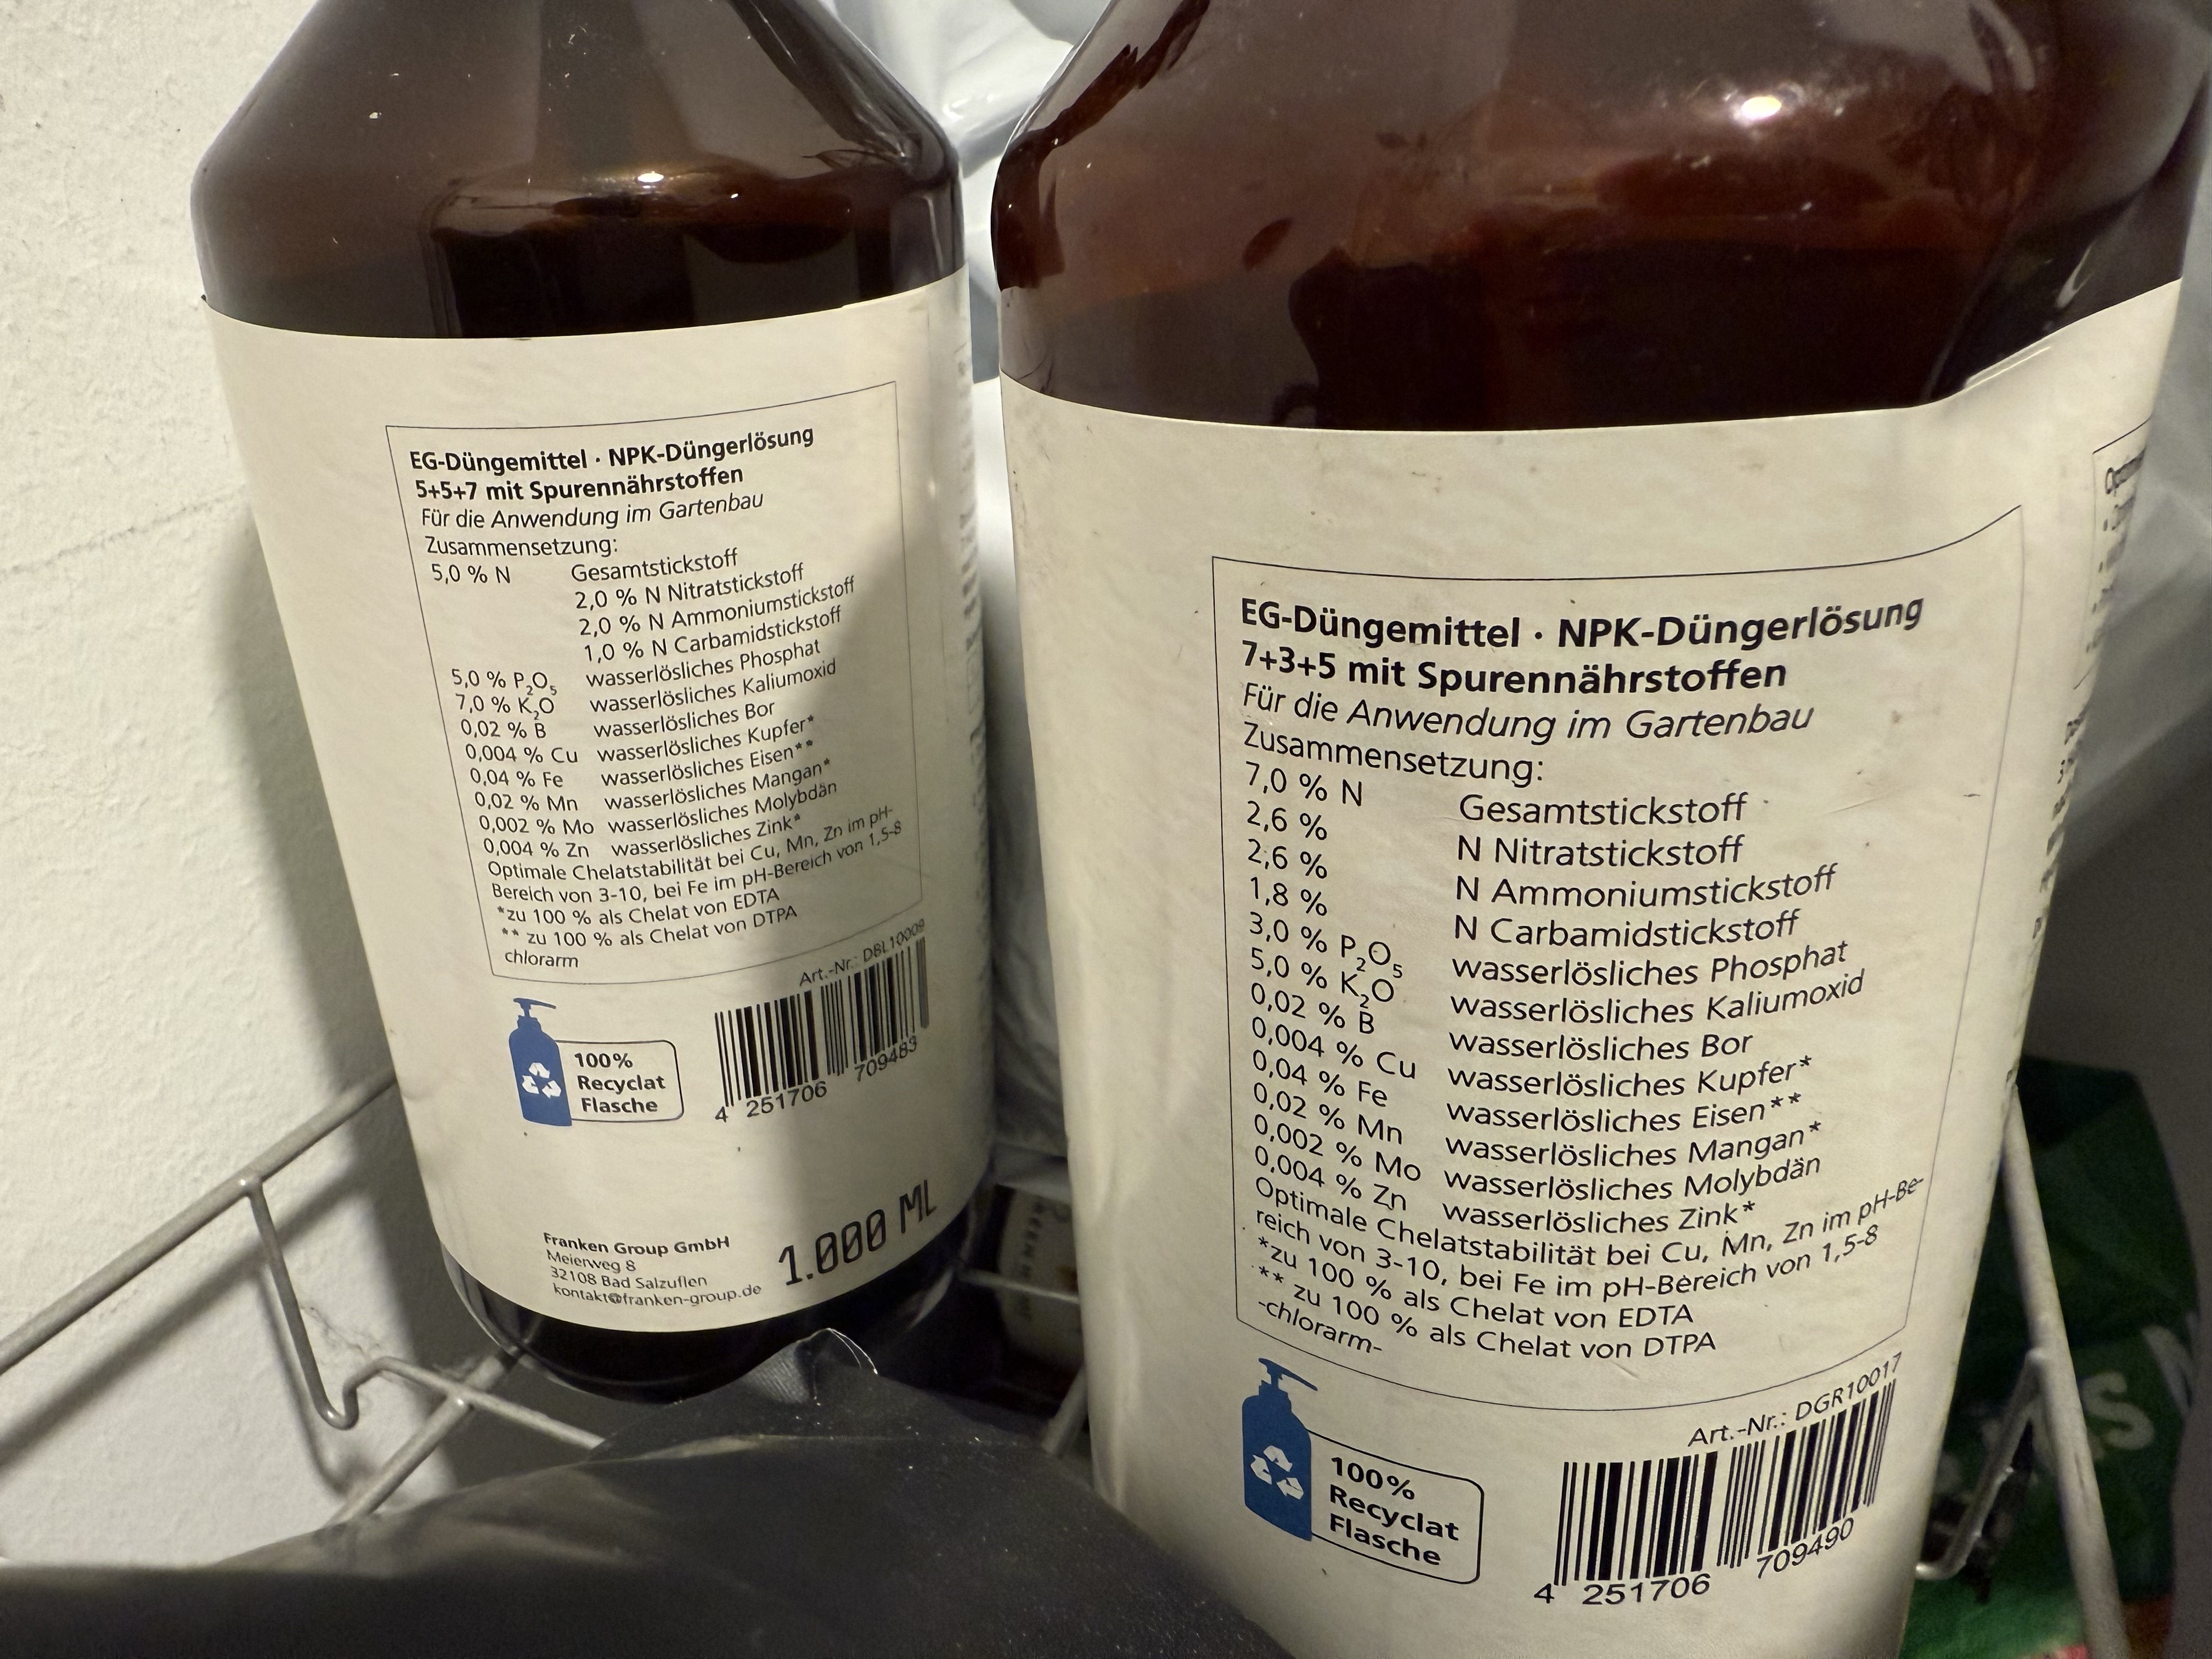 EG-Düngemittel · NPK-Düngerlösung
5+5+7 mit Spurennährstoffen
Für die Anwendung im Gartenbau
Zusammensetzung:
5,0 % N Gesamtstickstoff
2,0 % N Nitratstickstoff
2,0 % N Ammoniumstickstoff
1,0 % N Carbamidstickstoff
5,0 % P₂O₅ wasserlösliches Phosphat
7,0 % K₂O wasserlösliches Kaliumoxid
0,02 % B wasserlösliches Bor
0,004 % Cu wasserlösliches Kupfer*
0,04 % Fe wasserlösliches Eisen**
0,02 % Mn wasserlösliches Mangan*
0,002 % Mo wasserlösliches Molybdän
0,004 % Zn wasserlösliches Zink*
Optimale Chelatstabilität bei Cu, Mn, Zn im pH-
Bereich von 3-10, bei Fe im pH-Bereich von 1,5-8
*zu 100 % als Chelat von EDTA
** zu 100 % als Chelat von DTPA
chlorarm
Art.-Nr.: DBL10009
100%
Recyclat
Flasche
4 251706 709483
Franken Group GmbH
Meierweg 8
32108 Bad Salzuflen
kontakt@franken-group.de
1.000 ML
EG-Düngemittel · NPK-Düngerlösung
7+3+5 mit Spurennährstoffen
Für die Anwendung im Gartenbau
Zusammensetzung:
7,0 % N Gesamtstickstoff
2,6 % N Nitratstickstoff
2,6 % N Ammoniumstickstoff
1,8 % N Carbamidstickstoff
3,0 % P₂O₅ wasserlösliches Phosphat
5,0 % K₂O wasserlösliches Kaliumoxid
0,02 % B wasserlösliches Bor
0,004 % Cu wasserlösliches Kupfer*
0,04 % Fe wasserlösliches Eisen**
0,02 % Mn wasserlösliches Mangan*
0,002 % Mo wasserlösliches Molybdän
0,004 % Zn wasserlösliches Zink*
Optimale Chelatstabilität bei Cu, Mn, Zn im pH-Be-
reich von 3-10, bei Fe im pH-Bereich von 1,5-8
*zu 100 % als Chelat von EDTA
** zu 100 % als Chelat von DTPA
-chlorarm-
Art.-Nr.: DGR10017
100%
Recyclat
Flasche
4 251706 709490